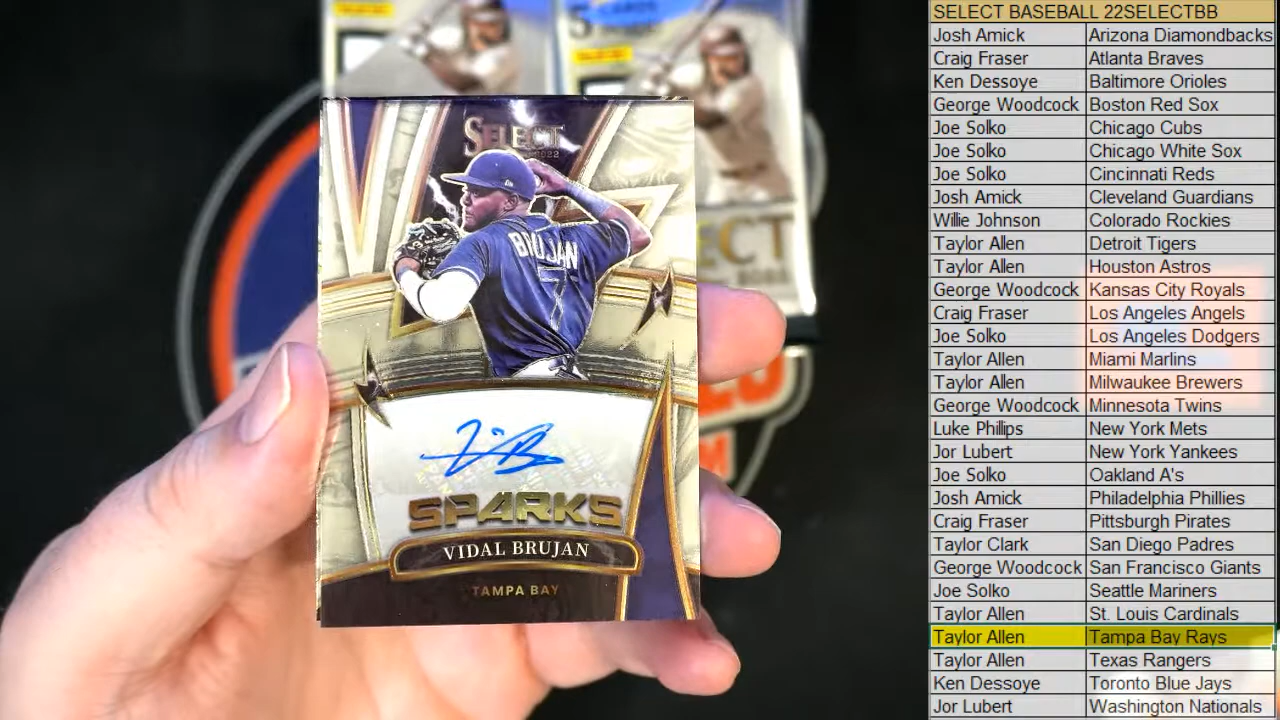 5 CARDS
SELECT
2022
BRUJAN
7
SPARKS
VIDAL BRUJAN
TAMPA BAY
SELECT BASEBALL 22SELECTBB
Josh Amick Arizona Diamondbacks
Craig Fraser Atlanta Braves
Ken Dessoye Baltimore Orioles
George Woodcock Boston Red Sox
Joe Solko Chicago Cubs
Joe Solko Chicago White Sox
Joe Solko Cincinnati Reds
Josh Amick Cleveland Guardians
Willie Johnson Colorado Rockies
Taylor Allen Detroit Tigers
Taylor Allen Houston Astros
George Woodcock Kansas City Royals
Craig Fraser Los Angeles Angels
Joe Solko Los Angeles Dodgers
Taylor Allen Miami Marlins
Taylor Allen Milwaukee Brewers
George Woodcock Minnesota Twins
Luke Phillips New York Mets
Jor Lubert New York Yankees
Joe Solko Oakland A's
Josh Amick Philadelphia Phillies
Craig Fraser Pittsburgh Pirates
Taylor Clark San Diego Padres
George Woodcock San Francisco Giants
Joe Solko Seattle Mariners
Taylor Allen St. Louis Cardinals
Taylor Allen Tampa Bay Rays
Taylor Allen Texas Rangers
Ken Dessoye Toronto Blue Jays
Jor Lubert Washington Nationals